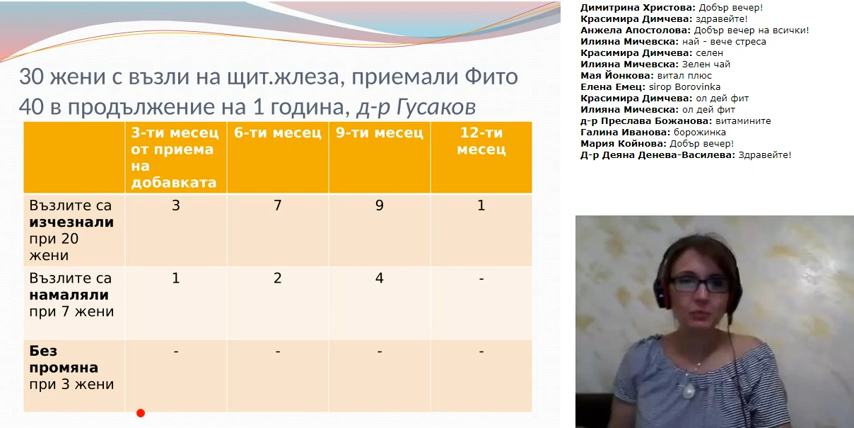 30 жени с възли на щит.жлеза, приемали Фито
40 в продължение на 1 година, д-р Гусаков
3-ти месец от приема на добавката
6-ти месец
9-ти месец
12-ти месец
Възлите са изчезнали при 20 жени
3
7
9
1
Възлите са намаляли при 7 жени
1
2
4
-
Без промяна при 3 жени
-
-
-
-
Димитрина Христова: Добър вечер!
Красимира Димчева: здравейте!
Анжела Апостолова: Добър вечер на всички!
Илияна Мичевска: най - вече стреса
Красимира Димчева: селен
Илияна Мичевска: Зелен чай
Мая Йонкова: витал плюс
Елена Емец: sirop Borovinka
Красимира Димчева: ол дей фит
Илияна Мичевска: ол дей фит
д-р Преслава Божанова: витамините
Галина Иванова: борожинка
Мария Койнова: Добър вечер!
Д-р Деяна Денева-Василева: Здравейте!